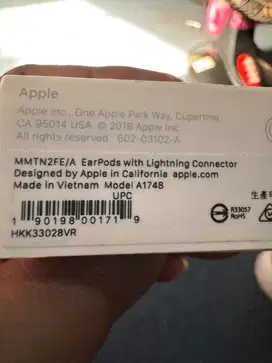 Apple
Apple Inc., One Apple Park Way, Cupertino,
CA 95014 USA. ℗ 2019 Apple Inc.
All rights reserved. 602-03102-A
MMTN2FE/A EarPods with Lightning Connector
Designed by Apple in California apple.com
Made in Vietnam Model A1748
生產
UPC
1 90198 00171 9
R33057
RoHS
HKK33028VR